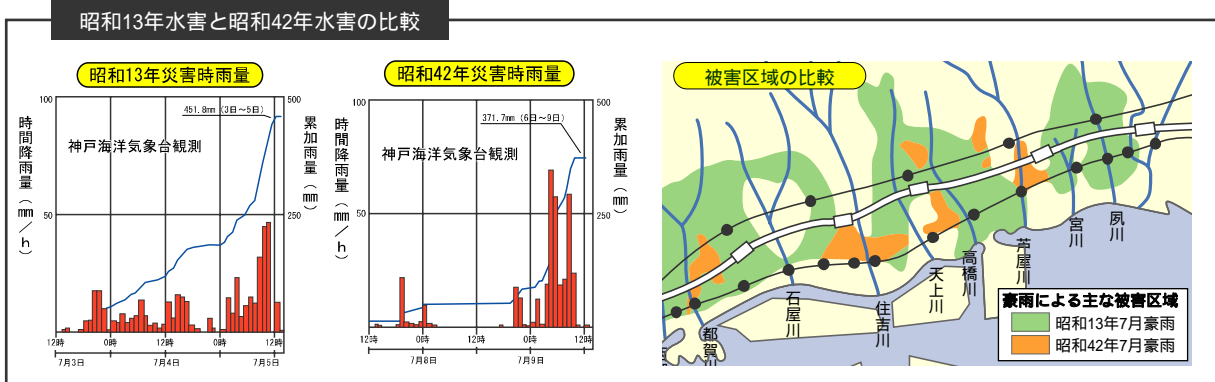 昭和13年水害と昭和42年水害の比較
昭和13年災害時雨量
100
500
時間降雨量(㎜/h)
累加雨量(㎜)
451.8mm (3日~5日)
神戸海洋気象台観測
50
250
12時
0時
12時
0時
12時
7月3日
7月4日
7月5日
昭和42年災害時雨量
100
500
時間降雨量(㎜/h)
累加雨量(㎜)
371.7mm (6日~9日)
神戸海洋気象台観測
50
250
12時
0時
12時
0時
12時
7月8日
7月9日
被害区域の比較
都賀川
石屋川
住吉川
天上川
高橋川
芦屋川
宮川
夙川
豪雨による主な被害区域
昭和13年7月豪雨
昭和42年7月豪雨